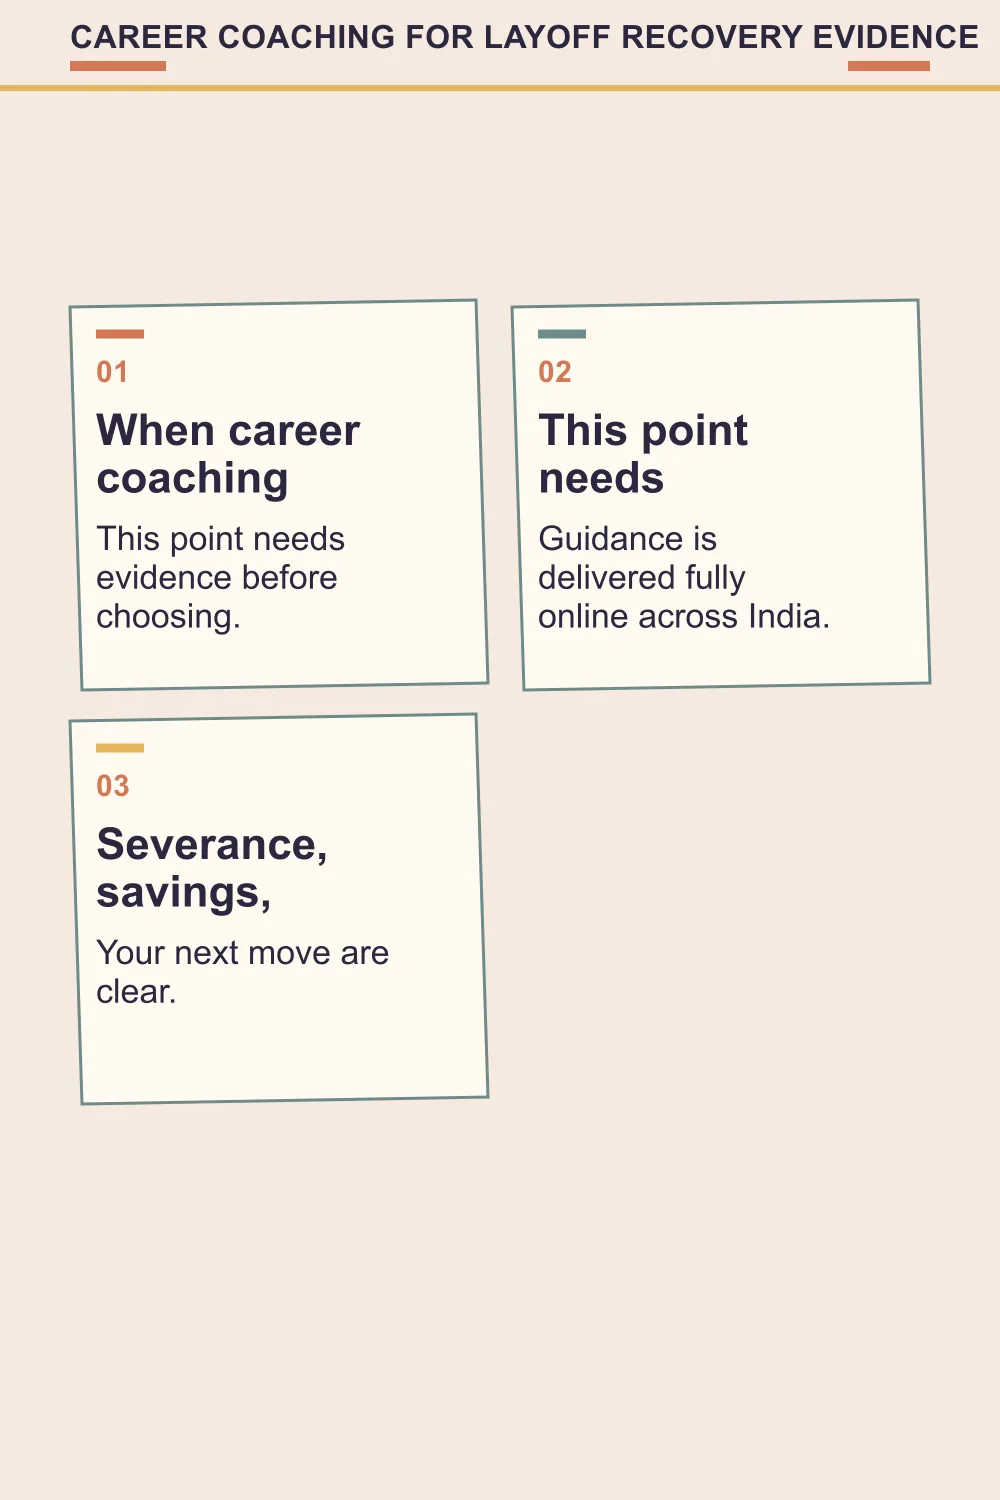 CAREER COACHING FOR LAYOFF RECOVERY EVIDENCE
01
When career
coaching
This point needs
evidence before
choosing.
02
This point
needs
Guidance is
delivered fully
online across India.
03
Severance,
savings,
Your next move are
clear.